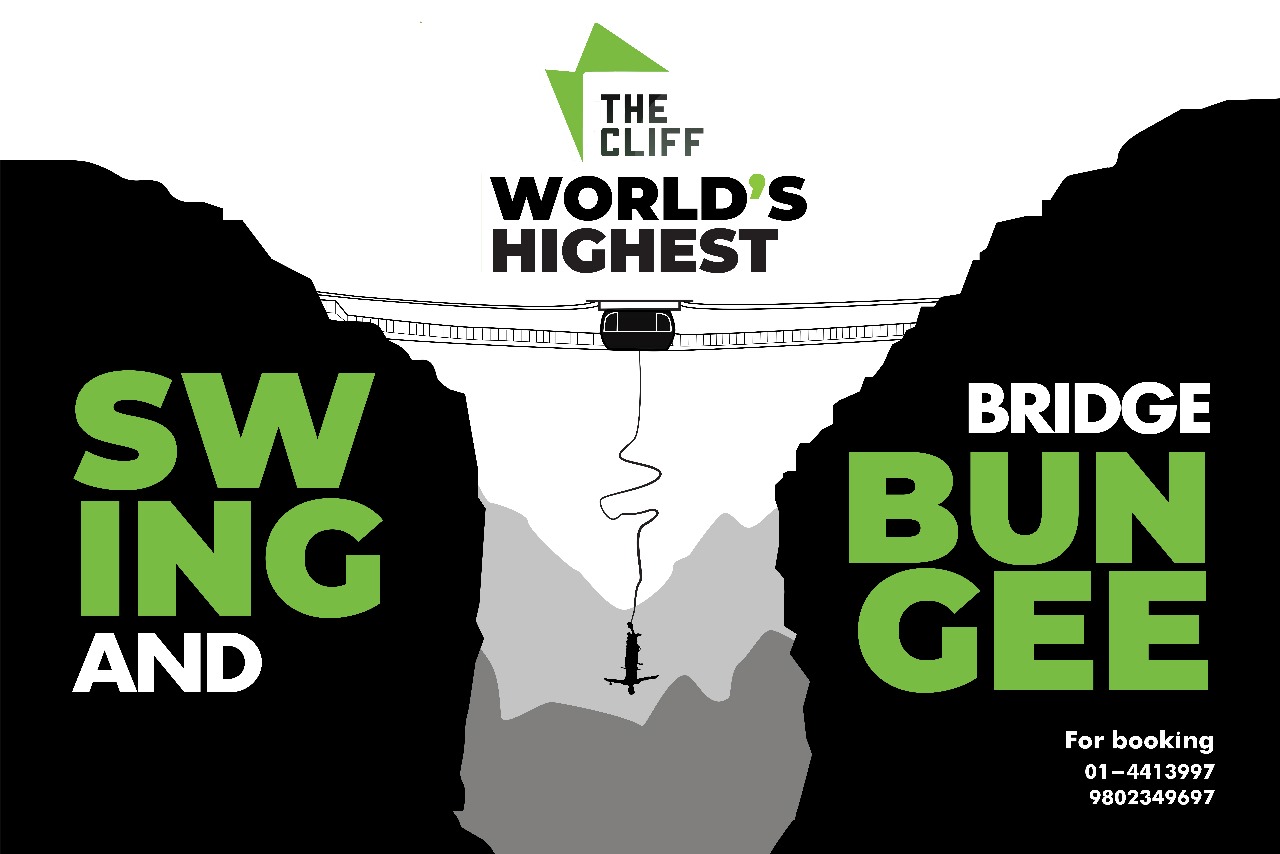 THE
CLIFF
WORLD'S
HIGHEST
SW
ING
AND
BRIDGE
BUN
GEE
For booking
01-4413997
9802349697